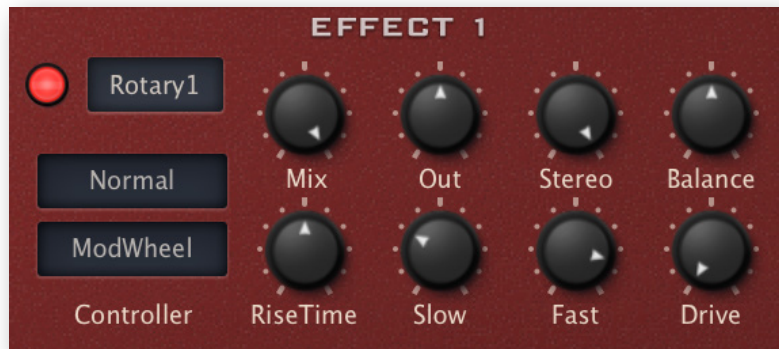 EFFECT 1
Rotary1
Normal
ModWheel
Controller
Mix
Out
Stereo
Balance
RiseTime
Slow
Fast
Drive